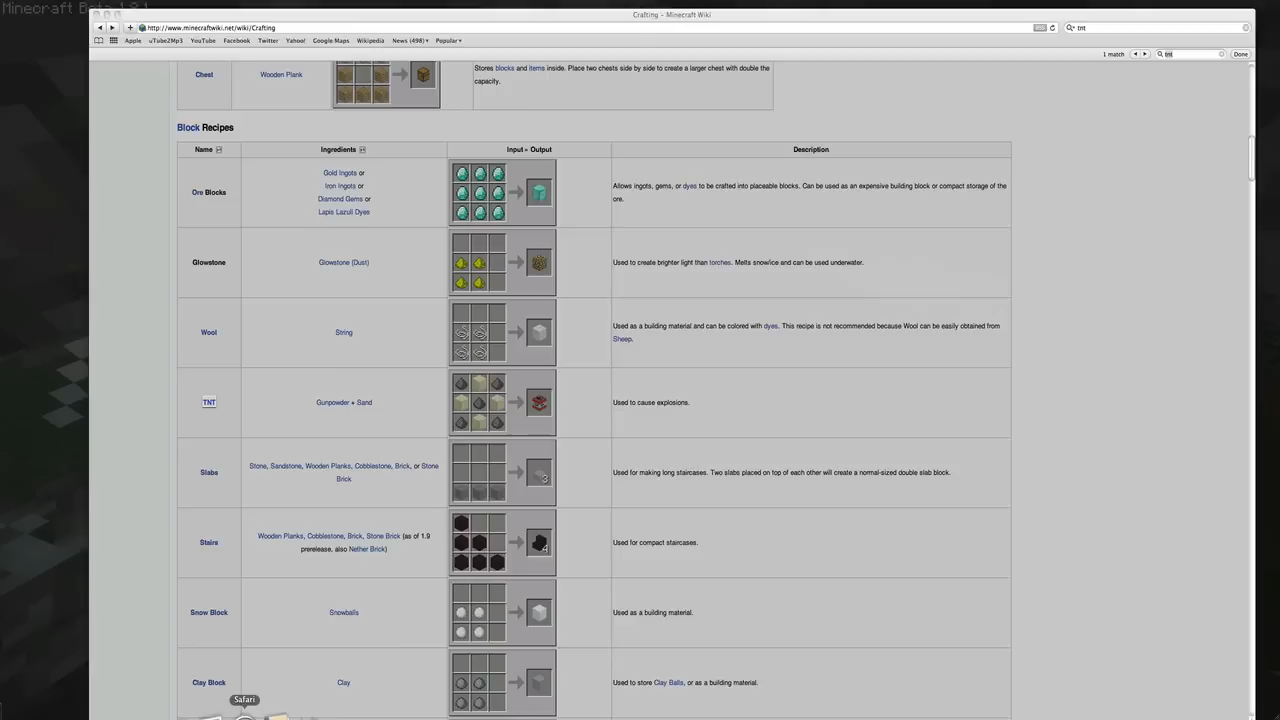 Minecraft Beta 1.8
Crafting - Minecraft Wiki
http://www.minecraftwiki.net/wiki/Crafting
RSS
tnt
Apple uTube2Mp3 YouTube Facebook Twitter Yahoo! Google Maps Wikipedia News (498) Popular
1 match
tnt
Done
Chest
Wooden Plank
Stores blocks and items inside. Place two chests side by side to create a larger chest with double the
capacity.
Block Recipes
Name Ingredients Input » Output Description
Ore Blocks
Gold Ingots or
Iron Ingots or
Diamond Gems or
Lapis Lazuli Dyes
Allows ingots, gems, or dyes to be crafted into placeable blocks. Can be used as an expensive building block or compact storage of the
ore.
Glowstone
Glowstone (Dust)
Used to create brighter light than torches. Melts snow/ice and can be used underwater.
Wool
String
Used as a building material and can be colored with dyes. This recipe is not recommended because Wool can be easily obtained from
Sheep.
TNT
Gunpowder + Sand
Used to cause explosions.
Slabs
Stone, Sandstone, Wooden Planks, Cobblestone, Brick, or Stone
Brick
3
Used for making long staircases. Two slabs placed on top of each other will create a normal-sized double slab block.
Stairs
Wooden Planks, Cobblestone, Brick, Stone Brick (as of 1.9
prerelease, also Nether Brick)
4
Used for compact staircases.
Snow Block
Snowballs
Used as a building material.
Clay Block
Clay
Used to store Clay Balls, or as a building material.
Safari